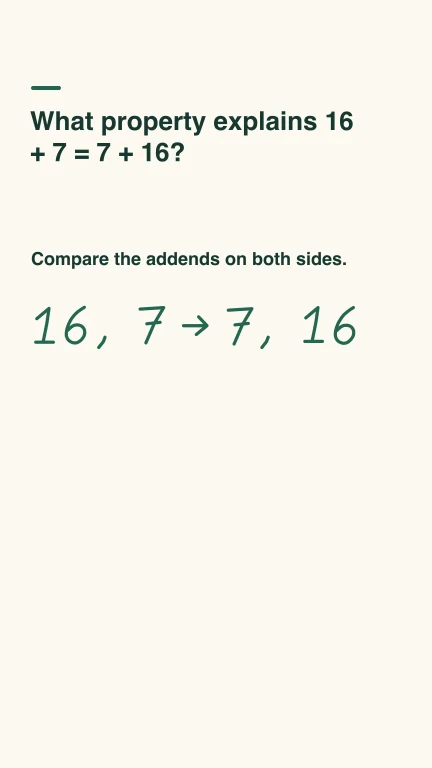 What property explains 16
+ 7 = 7 + 16?
Compare the addends on both sides.
16, 7 → 7, 16